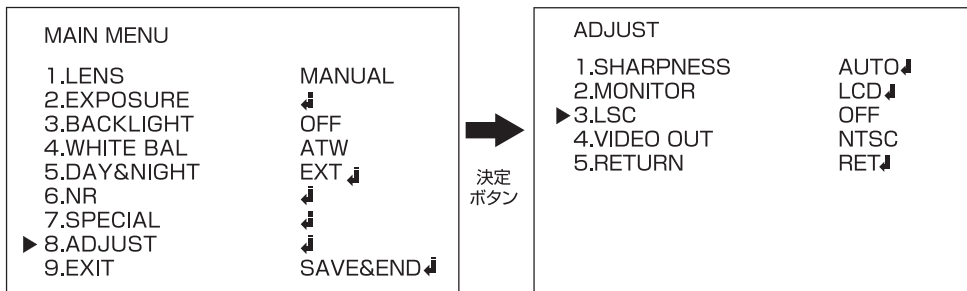 MAIN MENU
1.LENS MANUAL
2.EXPOSURE ↲
3.BACKLIGHT OFF
4.WHITE BAL ATW
5.DAY&NIGHT EXT ↲
6.NR ↲
7.SPECIAL ↲
▶ 8.ADJUST ↲
9.EXIT SAVE&END↲
決定
ボタン
ADJUST
1.SHARPNESS AUTO↲
2.MONITOR LCD↲
▶3.LSC OFF
4.VIDEO OUT NTSC
5.RETURN RET↲